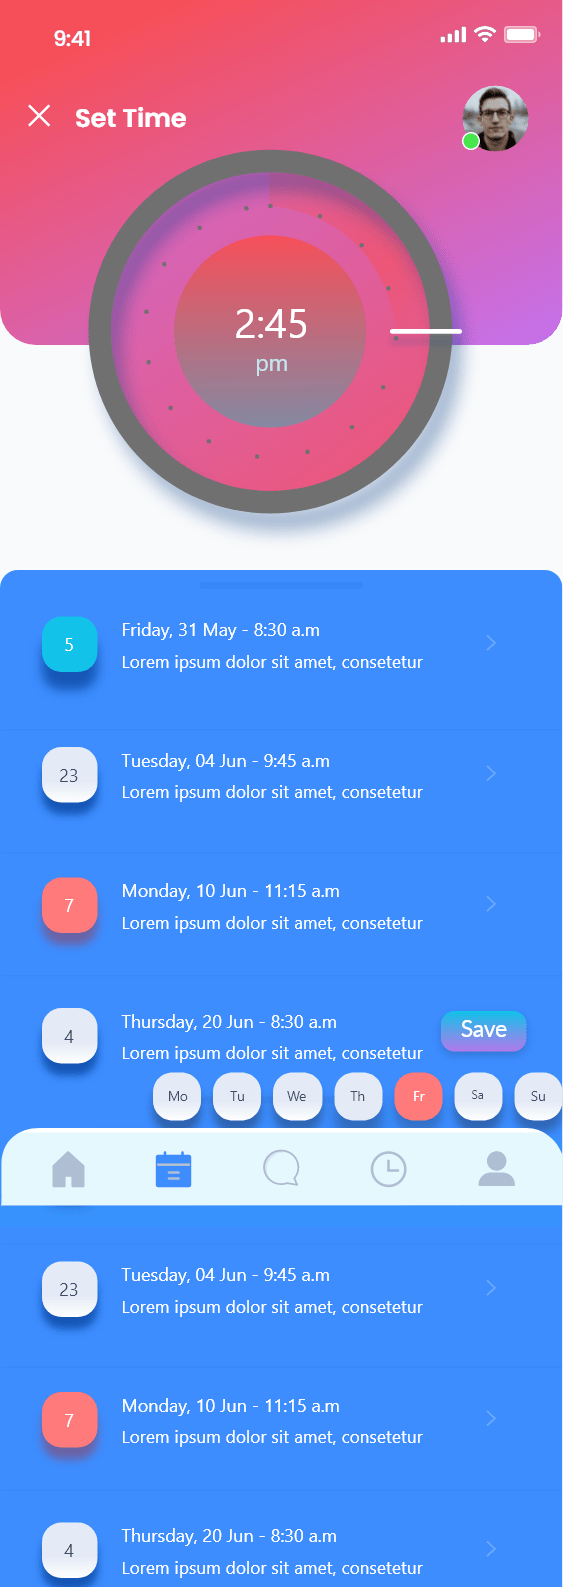 9:41
Set Time
2:45
pm
5
Friday, 31 May - 8:30 a.m
Lorem ipsum dolor sit amet, consetetur
23
Tuesday, 04 Jun - 9:45 a.m
Lorem ipsum dolor sit amet, consetetur
7
Monday, 10 Jun - 11:15 a.m
Lorem ipsum dolor sit amet, consetetur
4
Thursday, 20 Jun - 8:30 a.m
Lorem ipsum dolor sit amet, consetetur
Save
Mo Tu We Th Fr Sa Su
23
Tuesday, 04 Jun - 9:45 a.m
Lorem ipsum dolor sit amet, consetetur
7
Monday, 10 Jun - 11:15 a.m
Lorem ipsum dolor sit amet, consetetur
4
Thursday, 20 Jun - 8:30 a.m
Lorem ipsum dolor sit amet, consetetur